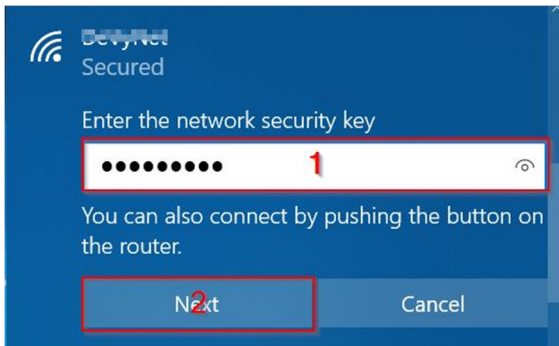 Secured
Enter the network security key
●●●●●●●●● 1
You can also connect by pushing the button on
the router.
Next 2 Cancel